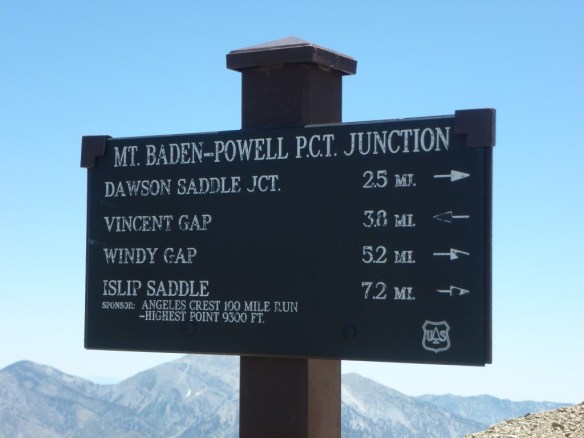 MT. BADEN-POWELL P.C.T. JUNCTION
DAWSON SADDLE JCT. 2.5 MI.
VINCENT GAP 3.8 MI.
WINDY GAP 5.2 MI.
ISLIP SADDLE 7.2 MI.
SPONSOR: ANGELES CREST 100 MILE RUN
-HIGHEST POINT 9300 FT.
US